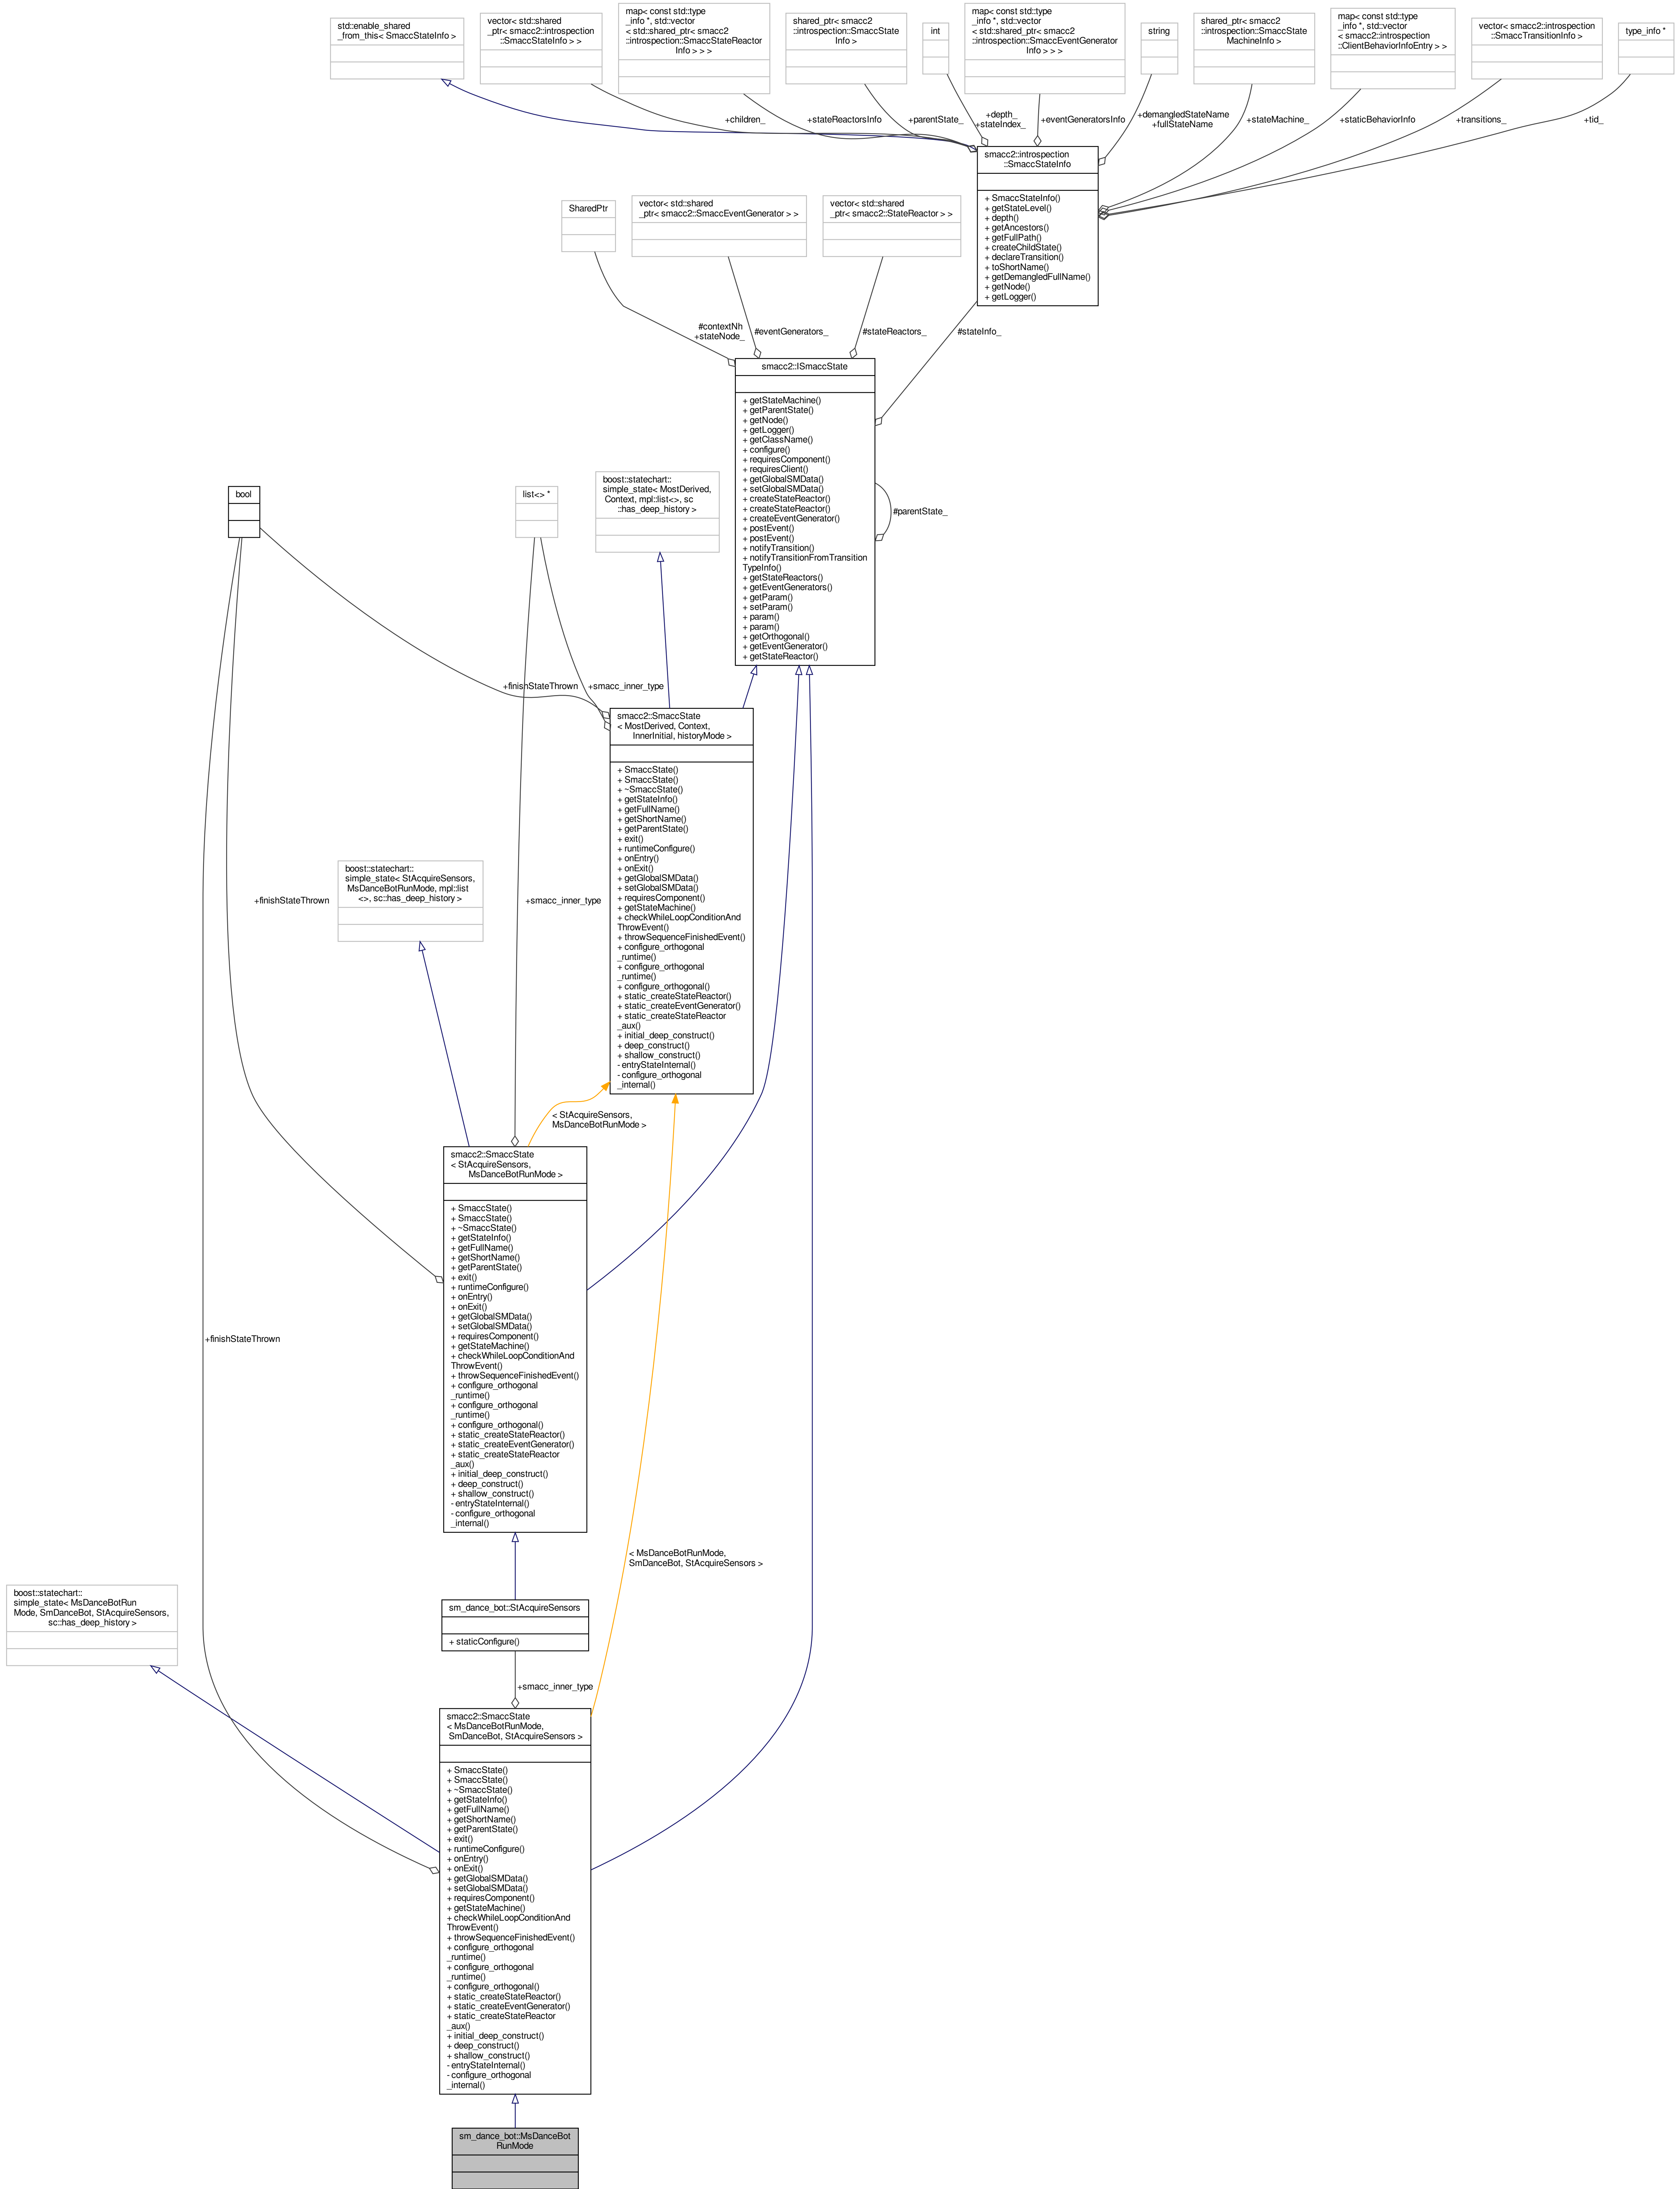 std::enable_shared
_from_this< SmaccStateInfo >
vector< std::shared
_ptr< smacc2::introspection
::SmaccStateInfo > >
map< const std::type
_info *, std::vector
< std::shared_ptr< smacc2
::introspection::SmaccStateReactor
Info > > >
shared_ptr< smacc2
::introspection::SmaccState
Info >
int
map< const std::type
_info *, std::vector
< std::shared_ptr< smacc2
::introspection::SmaccEventGenerator
Info > > >
string
shared_ptr< smacc2
::introspection::SmaccState
MachineInfo >
map< const std::type
_info *, std::vector
< smacc2::introspection
::ClientBehaviorInfoEntry > >
vector< smacc2::introspection
::SmaccTransitionInfo >
type_info *
+children_
+stateReactorsInfo
+parentState_
+depth_
+stateIndex_
+eventGeneratorsInfo
+demangledStateName
+fullStateName
+stateMachine_
+staticBehaviorInfo
+transitions_
+tid_
smacc2::introspection
::SmaccStateInfo
+ SmaccStateInfo()
+ getStateLevel()
+ depth()
+ getAncestors()
+ getFullPath()
+ createChildState()
+ declareTransition()
+ toShortName()
+ getDemangledFullName()
+ getNode()
+ getLogger()
SharedPtr
vector< std::shared
_ptr< smacc2::SmaccEventGenerator > >
vector< std::shared
_ptr< smacc2::StateReactor > >
#contextNh
+stateNode_
#eventGenerators_
#stateReactors_
#stateInfo_
smacc2::ISmaccState
+ getStateMachine()
+ getParentState()
+ getNode()
+ getLogger()
+ getClassName()
+ configure()
+ requiresComponent()
+ requiresClient()
+ getGlobalSMData()
+ setGlobalSMData()
+ createStateReactor()
+ createStateReactor()
+ createEventGenerator()
+ postEvent()
+ postEvent()
+ notifyTransition()
+ notifyTransitionFromTransition
TypeInfo()
+ getStateReactors()
+ getEventGenerators()
+ getParam()
+ setParam()
+ param()
+ param()
+ getOrthogonal()
+ getEventGenerator()
+ getStateReactor()
#parentState_
bool
list<> *
boost::statechart::
simple_state< MostDerived,
Context, mpl::list<>, sc
::has_deep_history >
+finishStateThrown
+smacc_inner_type
smacc2::SmaccState
< MostDerived, Context,
InnerInitial, historyMode >
+ SmaccState()
+ SmaccState()
+ ~SmaccState()
+ getStateInfo()
+ getFullName()
+ getShortName()
+ getParentState()
+ exit()
+ runtimeConfigure()
+ onEntry()
+ onExit()
+ getGlobalSMData()
+ setGlobalSMData()
+ requiresComponent()
+ getStateMachine()
+ checkWhileLoopConditionAnd
ThrowEvent()
+ throwSequenceFinishedEvent()
+ configure_orthogonal
_runtime()
+ configure_orthogonal
_runtime()
+ configure_orthogonal()
+ static_createStateReactor()
+ static_createEventGenerator()
+ static_createStateReactor
_aux()
+ initial_deep_construct()
+ deep_construct()
+ shallow_construct()
- entryStateInternal()
- configure_orthogonal
_internal()
boost::statechart::
simple_state< StAcquireSensors,
MsDanceBotRunMode, mpl::list
<>, sc::has_deep_history >
+finishStateThrown
+smacc_inner_type
< StAcquireSensors,
MsDanceBotRunMode >
smacc2::SmaccState
< StAcquireSensors,
MsDanceBotRunMode >
+ SmaccState()
+ SmaccState()
+ ~SmaccState()
+ getStateInfo()
+ getFullName()
+ getShortName()
+ getParentState()
+ exit()
+ runtimeConfigure()
+ onEntry()
+ onExit()
+ getGlobalSMData()
+ setGlobalSMData()
+ requiresComponent()
+ getStateMachine()
+ checkWhileLoopConditionAnd
ThrowEvent()
+ throwSequenceFinishedEvent()
+ configure_orthogonal
_runtime()
+ configure_orthogonal
_runtime()
+ configure_orthogonal()
+ static_createStateReactor()
+ static_createEventGenerator()
+ static_createStateReactor
_aux()
+ initial_deep_construct()
+ deep_construct()
+ shallow_construct()
- entryStateInternal()
- configure_orthogonal
_internal()
+finishStateThrown
< MsDanceBotRunMode,
SmDanceBot, StAcquireSensors >
boost::statechart::
simple_state< MsDanceBotRun
Mode, SmDanceBot, StAcquireSensors,
sc::has_deep_history >
sm_dance_bot::StAcquireSensors
+ staticConfigure()
+smacc_inner_type
smacc2::SmaccState
< MsDanceBotRunMode,
SmDanceBot, StAcquireSensors >
+ SmaccState()
+ SmaccState()
+ ~SmaccState()
+ getStateInfo()
+ getFullName()
+ getShortName()
+ getParentState()
+ exit()
+ runtimeConfigure()
+ onEntry()
+ onExit()
+ getGlobalSMData()
+ setGlobalSMData()
+ requiresComponent()
+ getStateMachine()
+ checkWhileLoopConditionAnd
ThrowEvent()
+ throwSequenceFinishedEvent()
+ configure_orthogonal
_runtime()
+ configure_orthogonal
_runtime()
+ configure_orthogonal()
+ static_createStateReactor()
+ static_createEventGenerator()
+ static_createStateReactor
_aux()
+ initial_deep_construct()
+ deep_construct()
+ shallow_construct()
- entryStateInternal()
- configure_orthogonal
_internal()
sm_dance_bot::MsDanceBot
RunMode